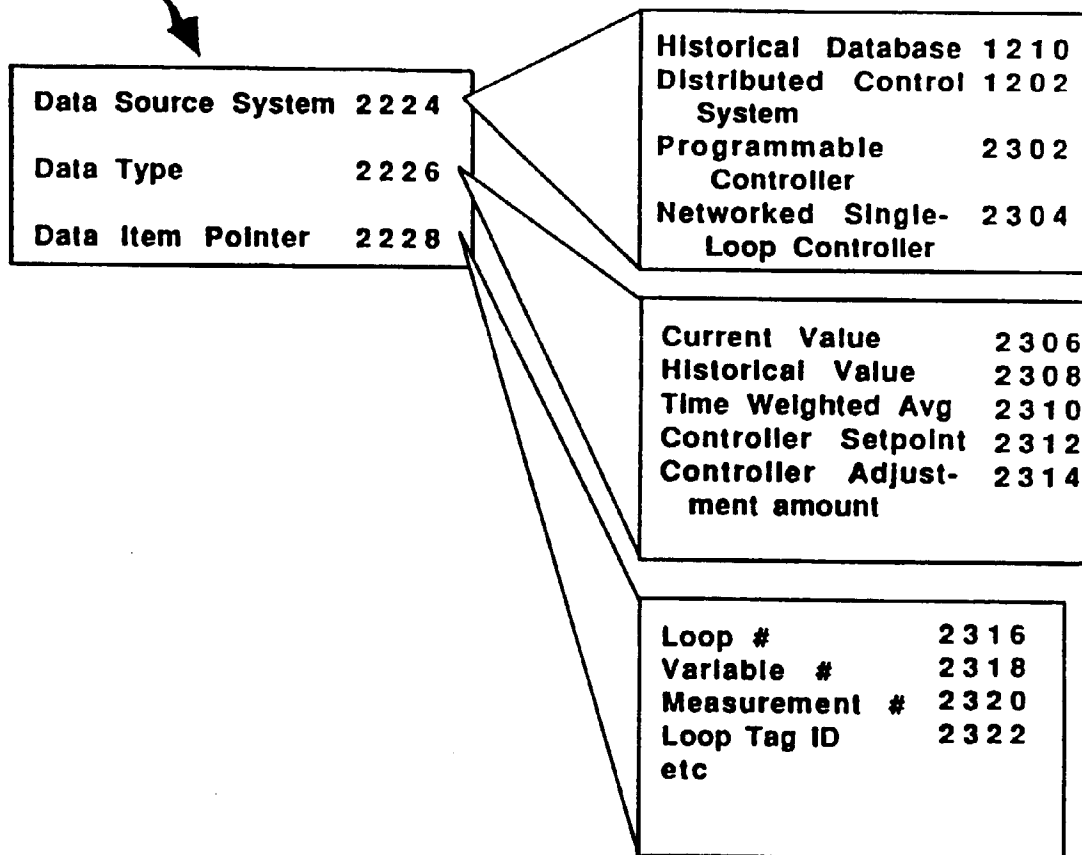 Data Source System 2224
Data Type 2226
Data Item Pointer 2228
Historical Database 1210
Distributed Control 1202
System
Programmable 2302
Controller
Networked Single- 2304
Loop Controller
Current Value 2306
Historical Value 2308
Time Weighted Avg 2310
Controller Setpoint 2312
Controller Adjust- 2314
ment amount
Loop # 2316
Variable # 2318
Measurement # 2320
Loop Tag ID 2322
etc